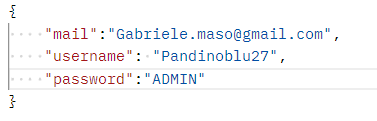 {
"mail":"Gabriele.maso@gmail.com",
"username": "Pandinoblu27",
"password":"ADMIN"
}